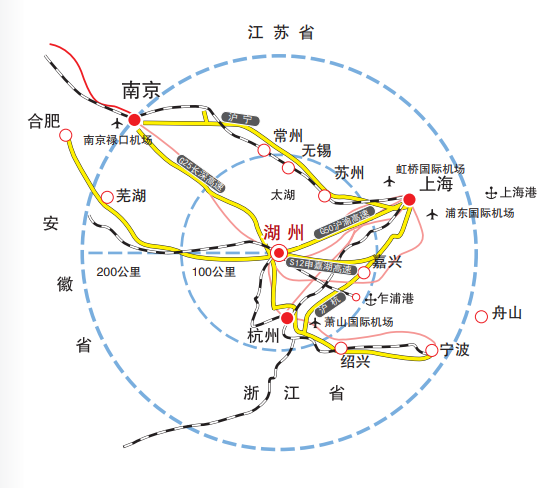 江苏省
南京
沪宁
合肥
南京禄口机场
常州
无锡
苏州
虹桥国际机场
G25长深高速
太湖
上海
上海港
芜湖
浦东国际机场
G50沪渝高速
安徽省
湖州
200公里
100公里
S12申嘉湖高速
嘉兴
沪杭
乍浦港
舟山
萧山国际机场
杭州
绍兴
宁波
浙江省